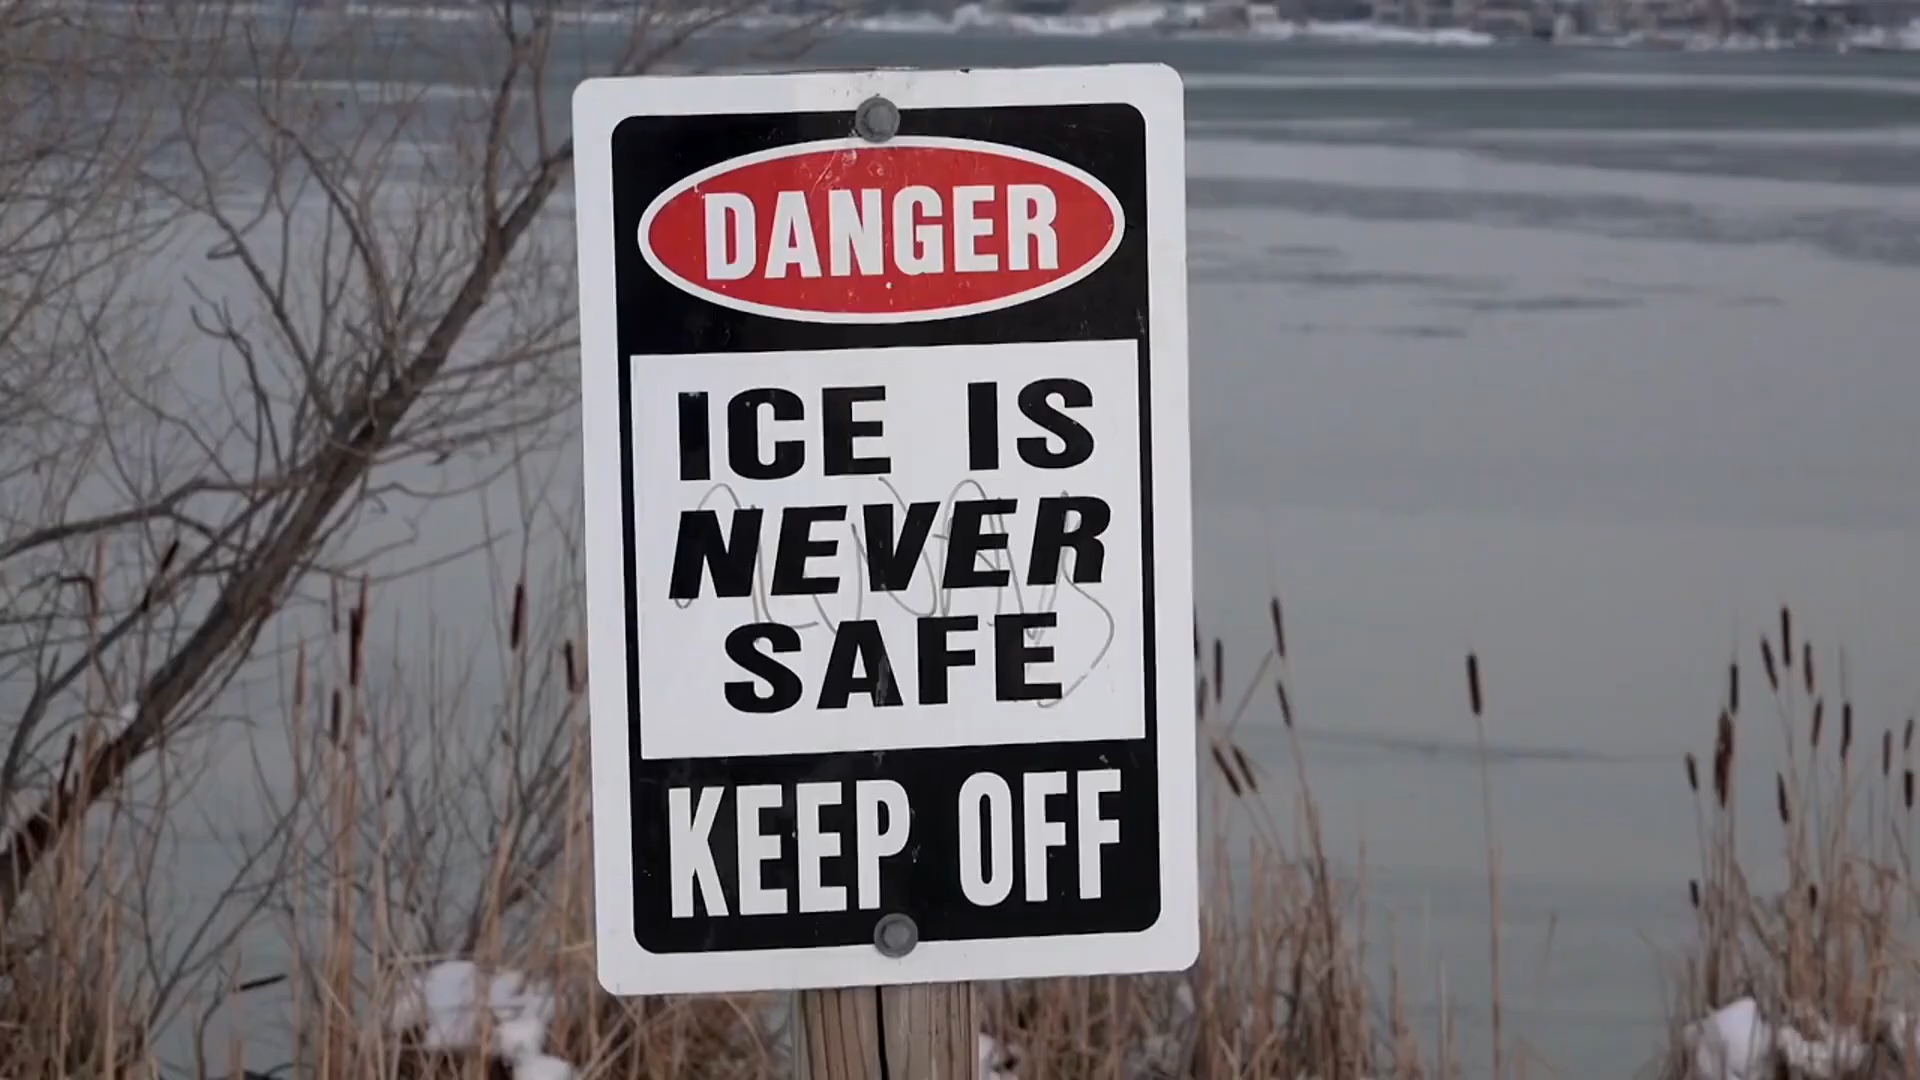 DANGER
ICE IS
NEVER
SAFE
KEEP OFF